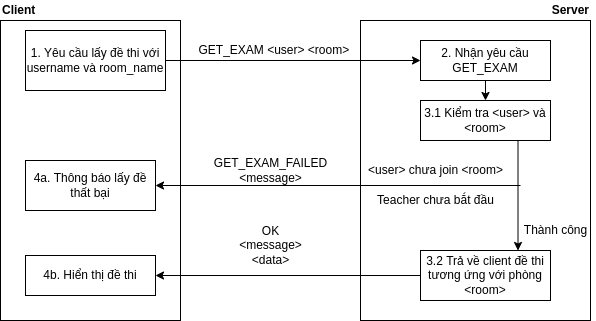 Client
Server
1. Yêu cầu lấy đề thi với
username và room_name
GET_EXAM <user> <room>
2. Nhận yêu cầu
GET_EXAM
3.1 Kiểm tra <user> và
<room>
GET_EXAM_FAILED
<message>
<user> chưa join <room>
Teacher chưa bắt đầu
4a. Thông báo lấy đề
thất bại
Thành công
OK
<message>
<data>
3.2 Trả về client đề thi
tương ứng với phòng
<room>
4b. Hiển thị đề thi